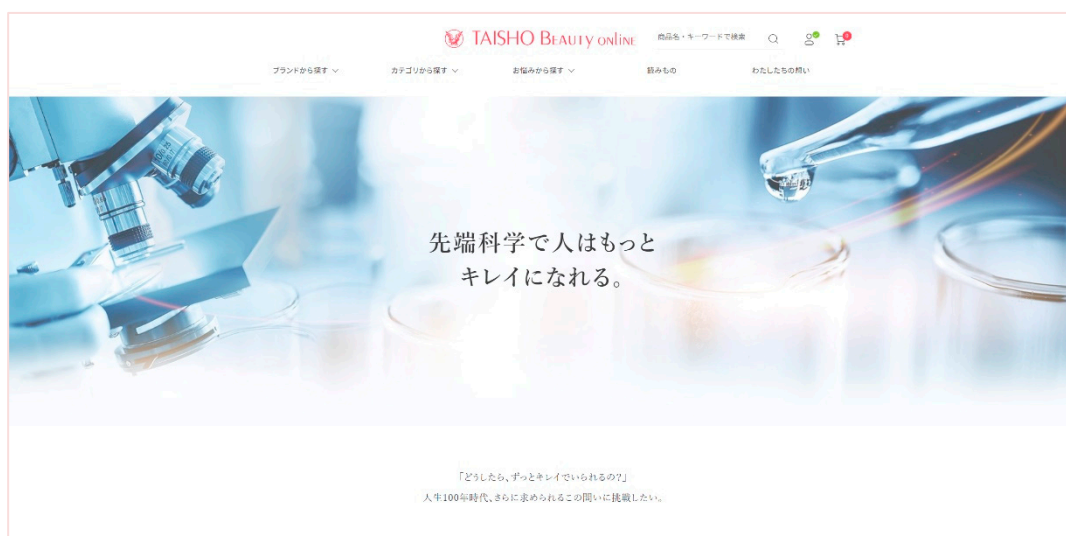 TAISHO BEAUTY ONLINE
商品名・キーワードで検索
0
ブランドから探す
カテゴリから探す
お悩みから探す
読みもの
わたしたちの想い
先端科学で人はもっと
キレイになれる。
「どうしたら、ずっとキレイでいられるの?」
人生100年時代、さらに求められるこの問いに挑戦したい。